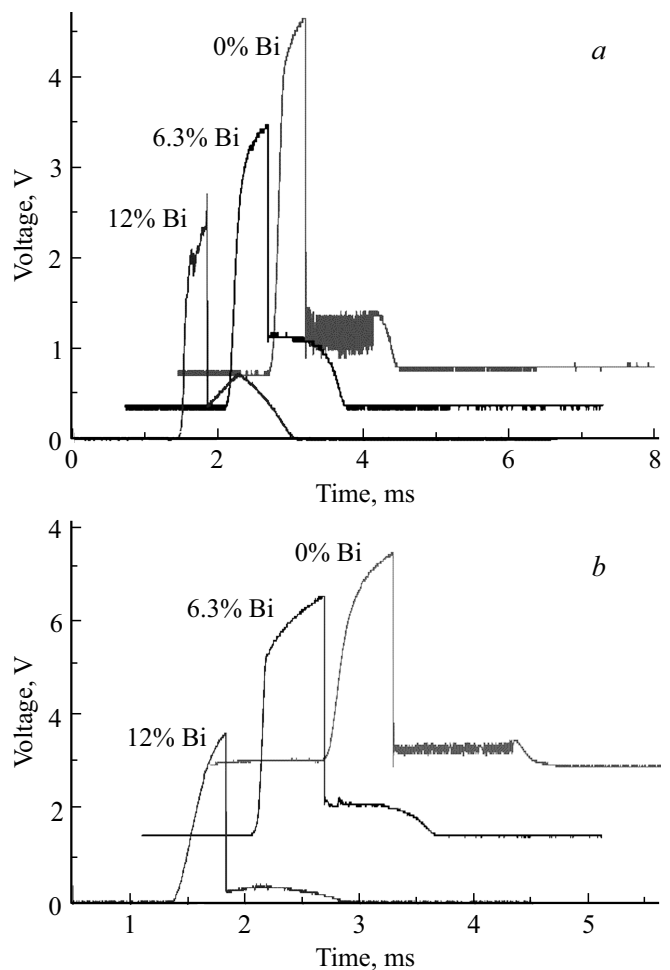 a
0% Bi
6.3% Bi
12% Bi
Voltage, V
4
3
2
1
0
0 2 4 6 8
Time, ms
b
0% Bi
6.3% Bi
12% Bi
Voltage, V
4
6
4
2
0
1 2 3 4 5
Time, ms